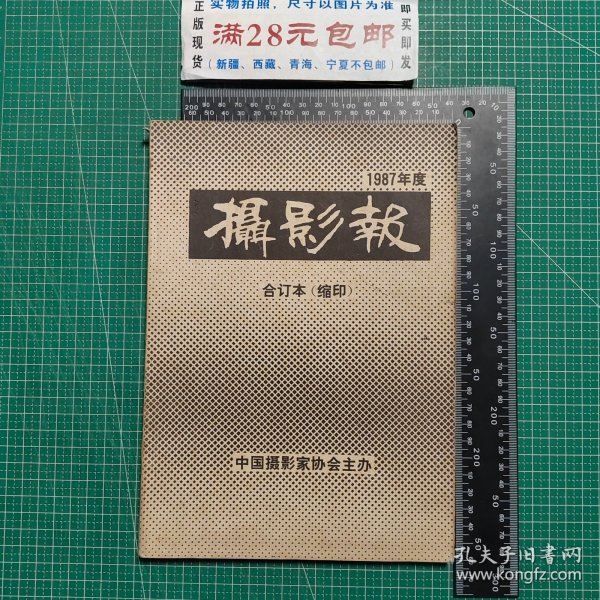 正版现货
实物拍照，尺寸以图片为准
满28元包邮
（新疆、西藏、青海、宁夏不包邮）
即买即发
1987年度
攝影報
合订本（缩印）
中国摄影家协会主办
孔夫子旧书网
www.kongfz.com